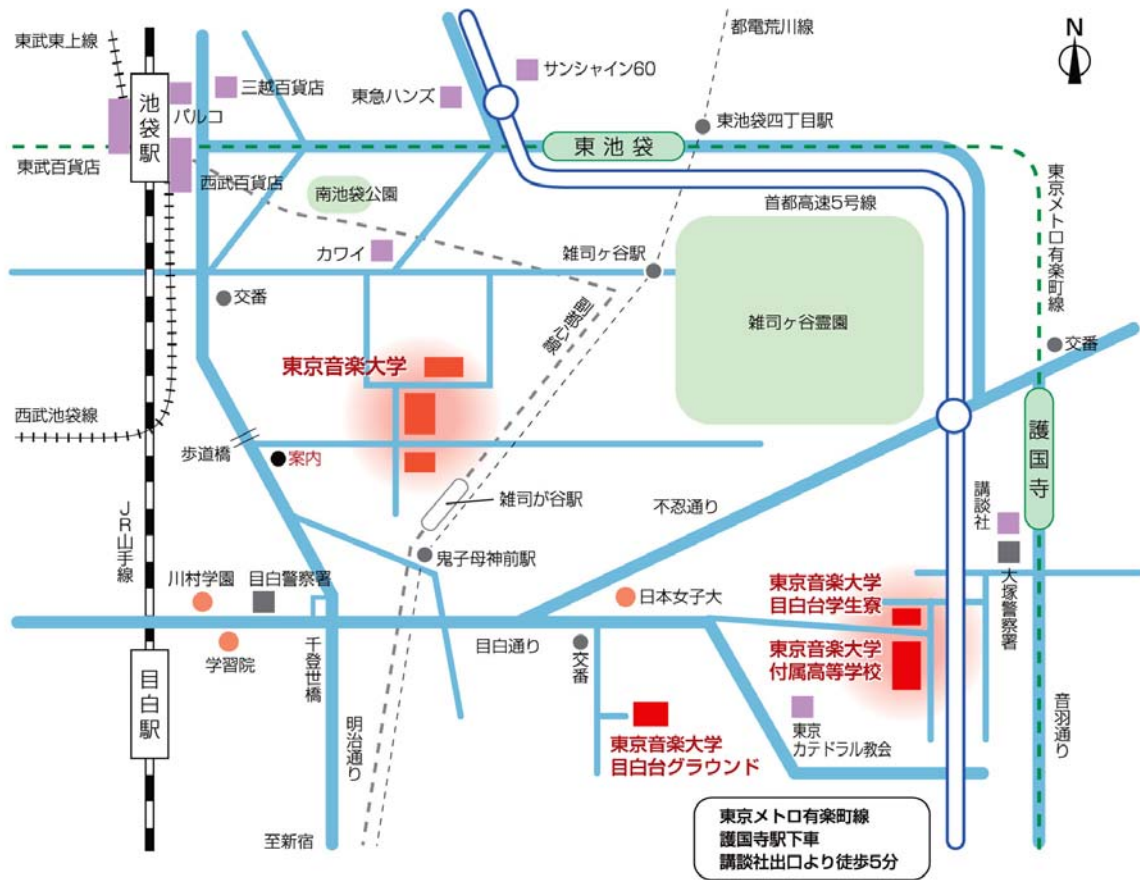 東武東上線
都電荒川線
N
サンシャイン60
三越百貨店
東急ハンズ
池袋駅
パルコ
東池袋四丁目駅
東池袋
東武百貨店
西武百貨店
南池袋公園
首都高速5号線
東京メトロ有楽町線
カワイ
雑司ヶ谷駅
交番
副都心線
雑司ヶ谷霊園
交番
東京音楽大学
西武池袋線
歩道橋
案内
護国寺
雑司が谷駅
不忍通り
講談社
JR山手線
鬼子母神前駅
川村学園
目白警察署
日本女子大
東京音楽大学
目白台学生寮
大塚警察署
学習院
千登世橋
目白通り
交番
東京音楽大学
付属高等学校
目白駅
明治通り
東京
カテドラル教会
音羽通り
東京音楽大学
目白台グラウンド
至新宿
東京メトロ有楽町線
護国寺駅下車
講談社出口より徒歩5分